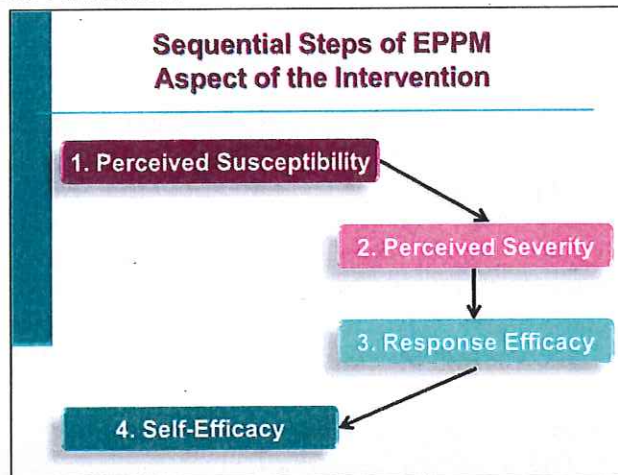 Sequential Steps of EPPM
Aspect of the Intervention
1. Perceived Susceptibility
2. Perceived Severity
3. Response Efficacy
4. Self-Efficacy